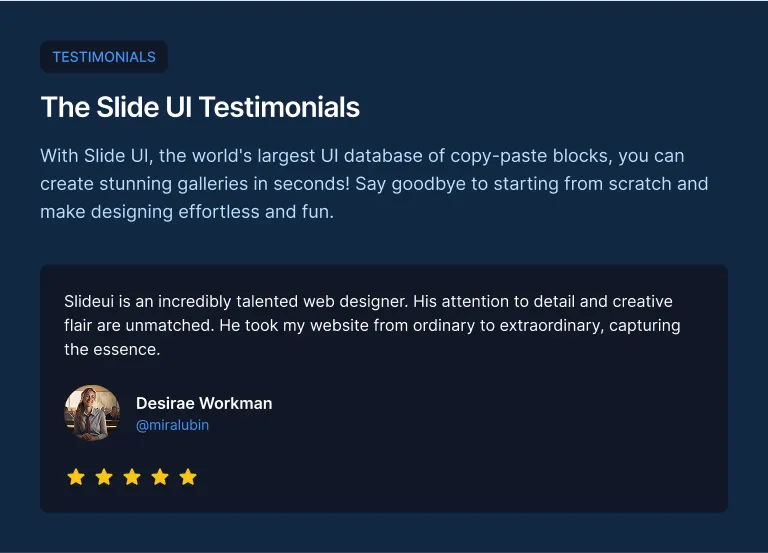 TESTIMONIALS
The Slide UI Testimonials
With Slide UI, the world's largest UI database of copy-paste blocks, you can
create stunning galleries in seconds! Say goodbye to starting from scratch and
make designing effortless and fun.
Slideui is an incredibly talented web designer. His attention to detail and creative
flair are unmatched. He took my website from ordinary to extraordinary, capturing
the essence.
Desirae Workman
@miralubin